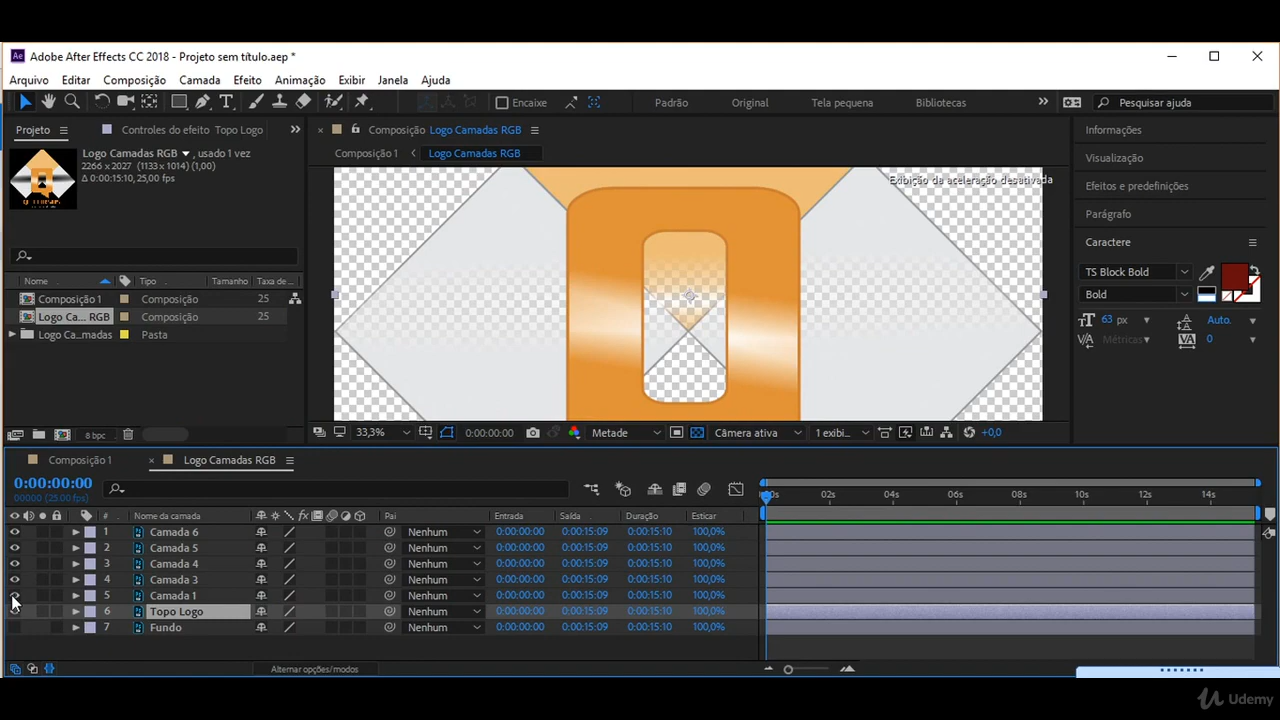 Adobe After Effects CC 2018 - Projeto sem título.aep *
Arquivo Editar Composição Camada Efeito Animação Exibir Janela Ajuda
Encaixe Padrão Original Tela pequena Bibliotecas Pesquisar ajuda
Projeto Controles do efeito Topo Logo
Composição Logo Camadas RGB
Composição 1 Logo Camadas RGB
Logo Camadas RGB , usado 1 vez
2266 x 2027 (1133 x 1014) (1,00)
Δ 0:00:15:10, 25,00 fps
Exibição da aceleração desativada
Informações
Visualização
Efeitos e predefinições
Parágrafo
Caractere
TS Block Bold
Bold
63 px Auto.
Métricas 0
Nome Tipo Tamanho Taxa de...
Composição 1 Composição 25
Logo Ca... RGB Composição 25
Logo Ca...madas Pasta
8 bpc
33,3% 0:00:00:00 Metade Câmera ativa 1 exibi... +0,0
Composição 1 Logo Camadas RGB
0:00:00:00
00000 (25.00 fps)
02s 04s 06s 08s 10s 12s 14s
# Nome da camada Pai Entrada Saída Duração Esticar
1 Camada 6 Nenhum 0:00:00:00 0:00:15:09 0:00:15:10 100,0%
2 Camada 5 Nenhum 0:00:00:00 0:00:15:09 0:00:15:10 100,0%
3 Camada 4 Nenhum 0:00:00:00 0:00:15:09 0:00:15:10 100,0%
4 Camada 3 Nenhum 0:00:00:00 0:00:15:09 0:00:15:10 100,0%
5 Camada 1 Nenhum 0:00:00:00 0:00:15:09 0:00:15:10 100,0%
6 Topo Logo Nenhum 0:00:00:00 0:00:15:09 0:00:15:10 100,0%
7 Fundo Nenhum 0:00:00:00 0:00:15:09 0:00:15:10 100,0%
Alternar opções/modos
Udemy